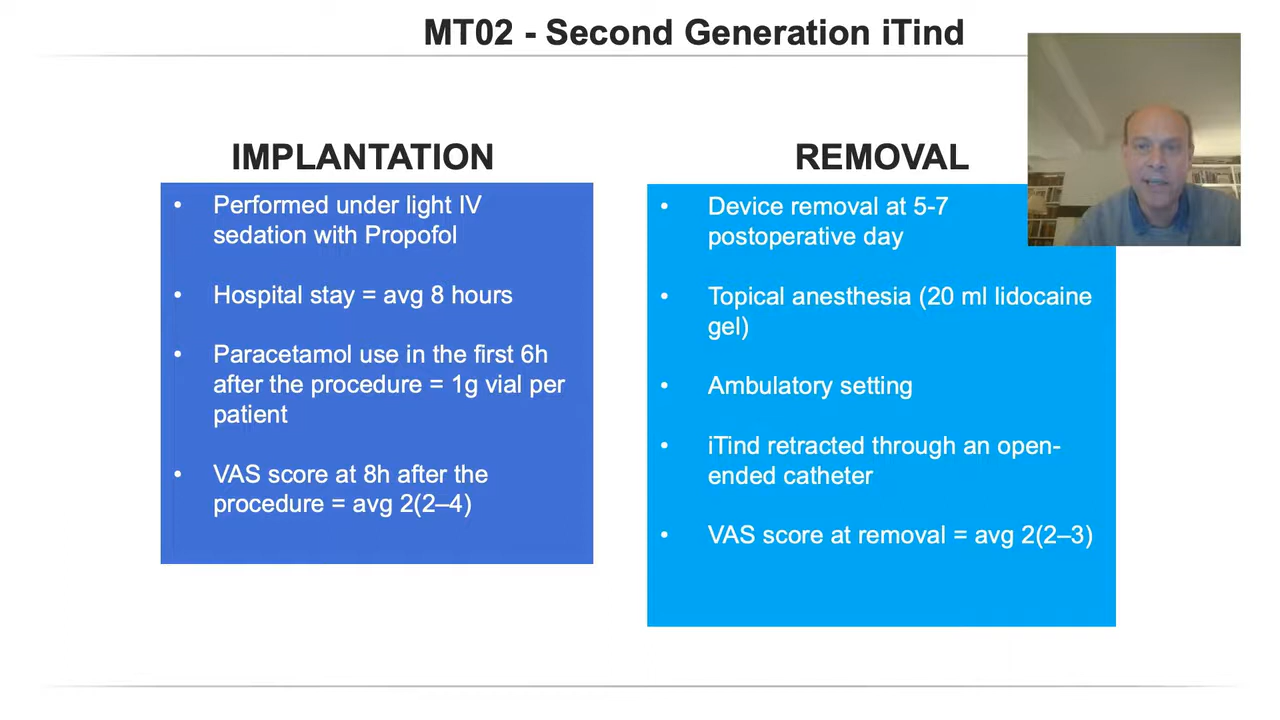 MT02 - Second Generation iTind
IMPLANTATION
• Performed under light IV
sedation with Propofol
• Hospital stay = avg 8 hours
• Paracetamol use in the first 6h
after the procedure = 1g vial per
patient
• VAS score at 8h after the
procedure = avg 2(2–4)
REMOVAL
• Device removal at 5-7
postoperative day
• Topical anesthesia (20 ml lidocaine
gel)
• Ambulatory setting
• iTind retracted through an open-
ended catheter
• VAS score at removal = avg 2(2–3)